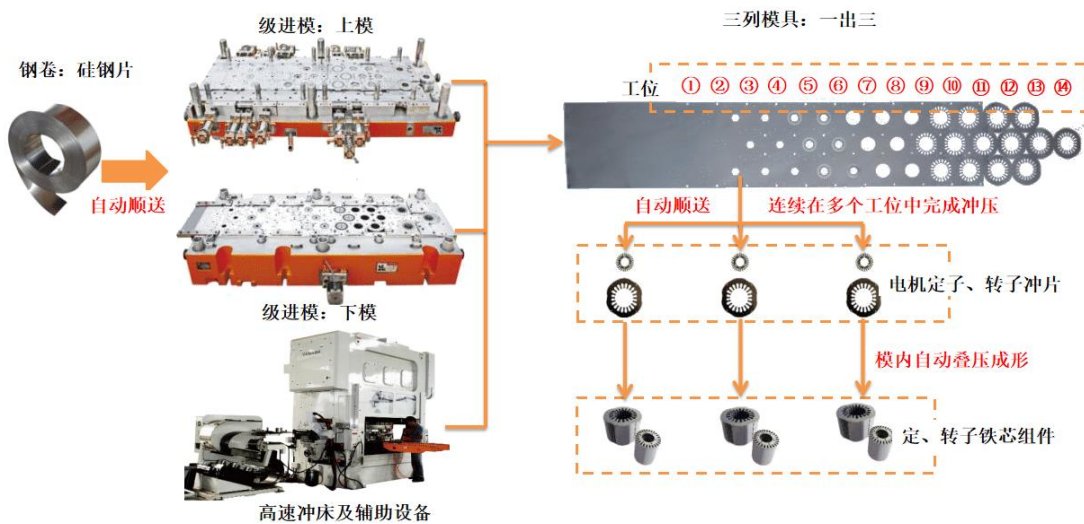 级进模：上模
三列模具：一出三
钢卷：硅钢片
工位 ① ② ③ ④ ⑤ ⑥ ⑦ ⑧ ⑨ ⑩ ⑪ ⑫ ⑬ ⑭
自动顺送
自动顺送
连续在多个工位中完成冲压
电机定子、转子冲片
级进模：下模
模内自动叠压成形
定、转子铁芯组件
高速冲床及辅助设备